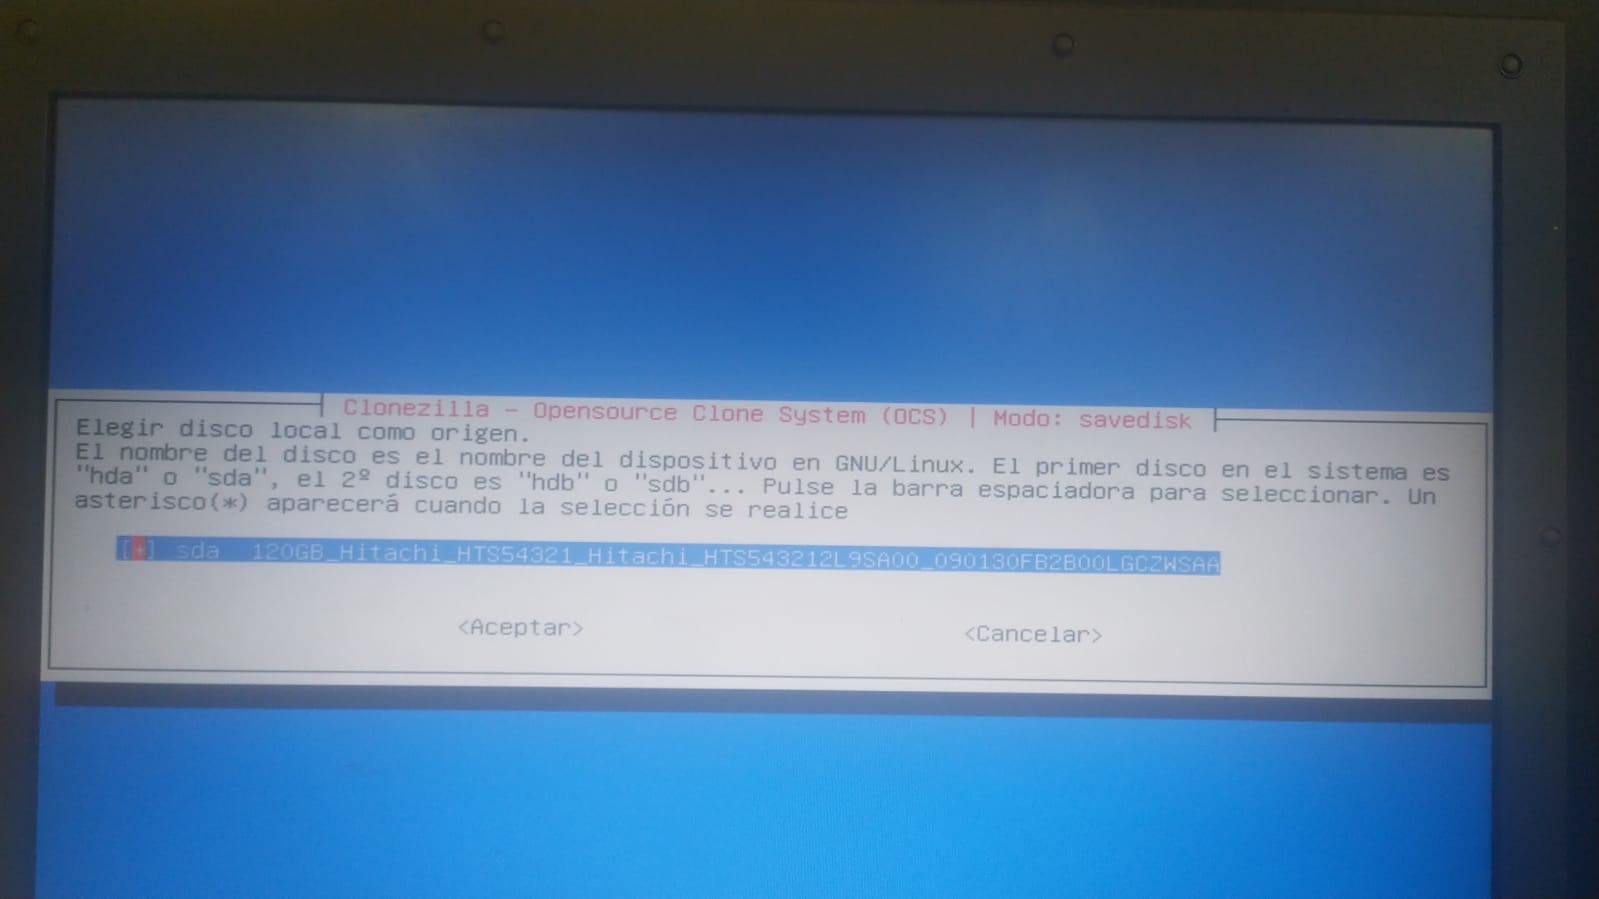 Clonezilla - Opensource Clone System (OCS) | Modo: savedisk
Elegir disco local como origen.
El nombre del disco es el nombre del dispositivo en GNU/Linux. El primer disco en el sistema es
"hda" o "sda", el 2º disco es "hdb" o "sdb"... Pulse la barra espaciadora para seleccionar. Un
asterisco(*) aparecerá cuando la selección se realice
[*] sda 120GB_Hitachi_HTS54321_Hitachi_HTS543212L9SA00_090130FB2B00LGCZWSAA
<Aceptar> <Cancelar>